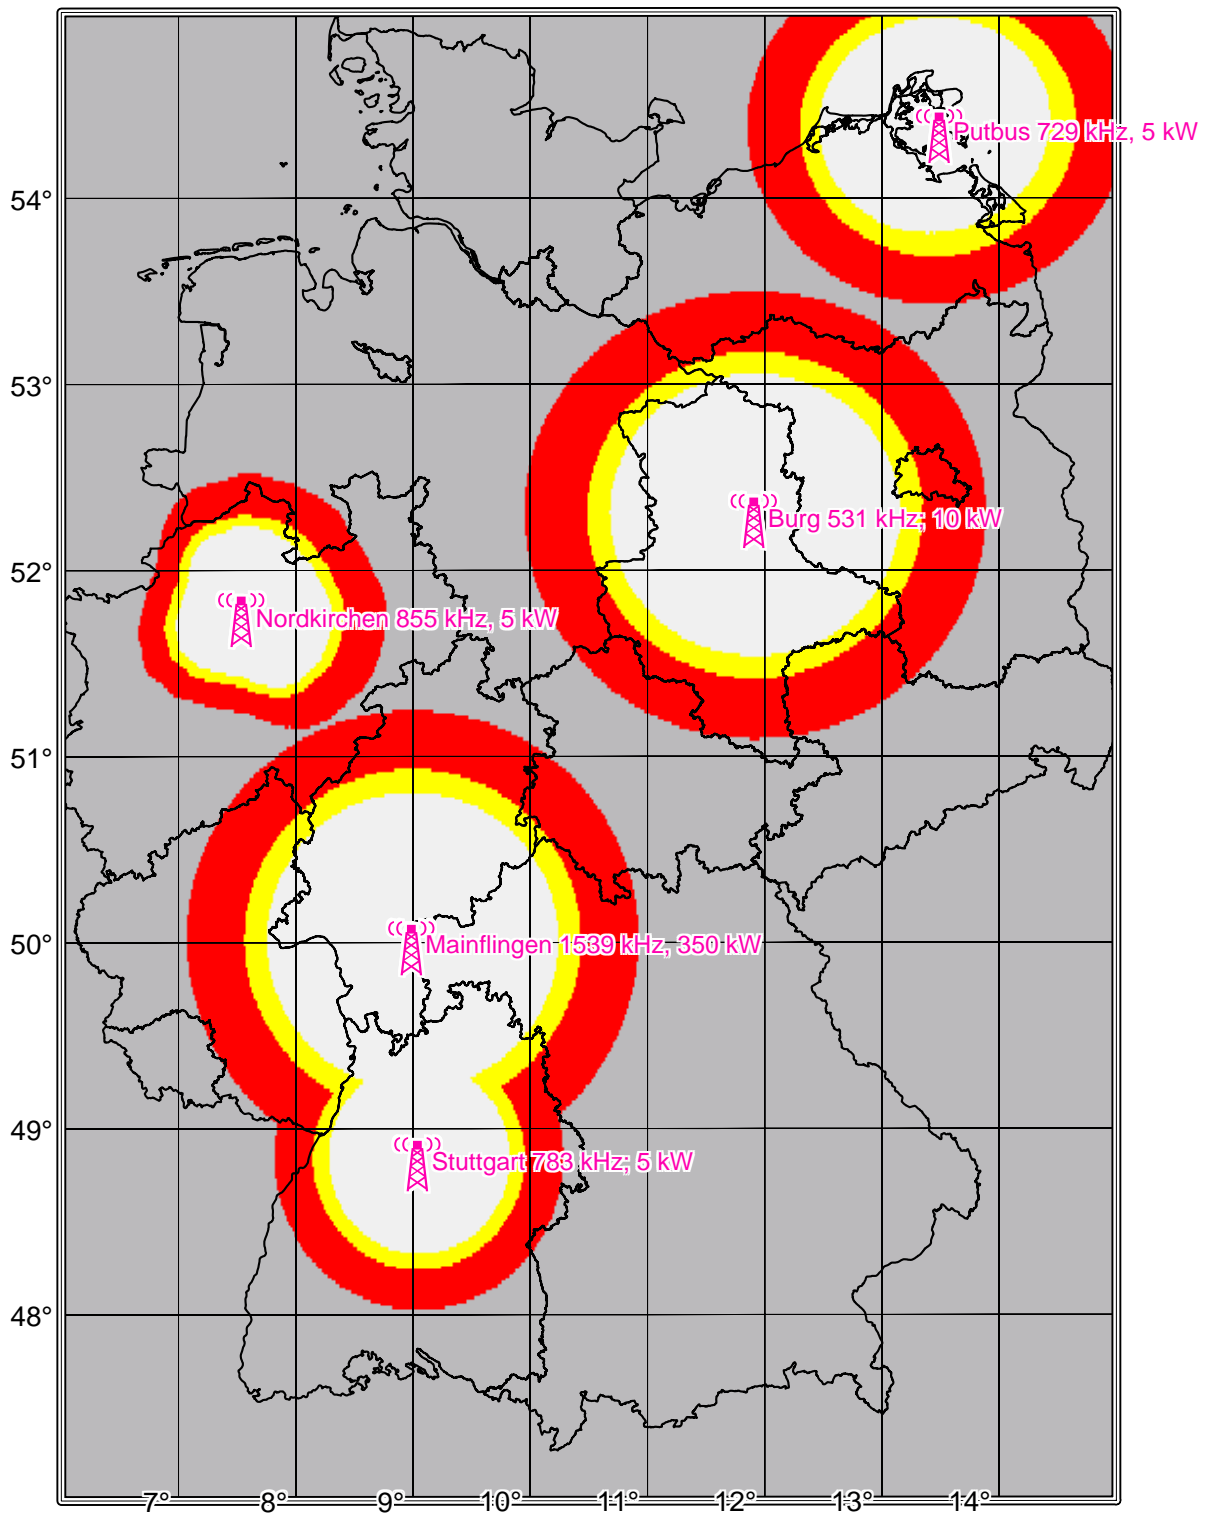 Putbus 729 kHz, 5 kW
54°
53°
Burg 531 kHz; 10 kW
52°
Nordkirchen 855 kHz, 5 kW
51°
50°
Mainflingen 1539 kHz, 350 kW
49°
Stuttgart 783 kHz; 5 kW
48°
7° 8° 9° 10° 11° 12° 13° 14°